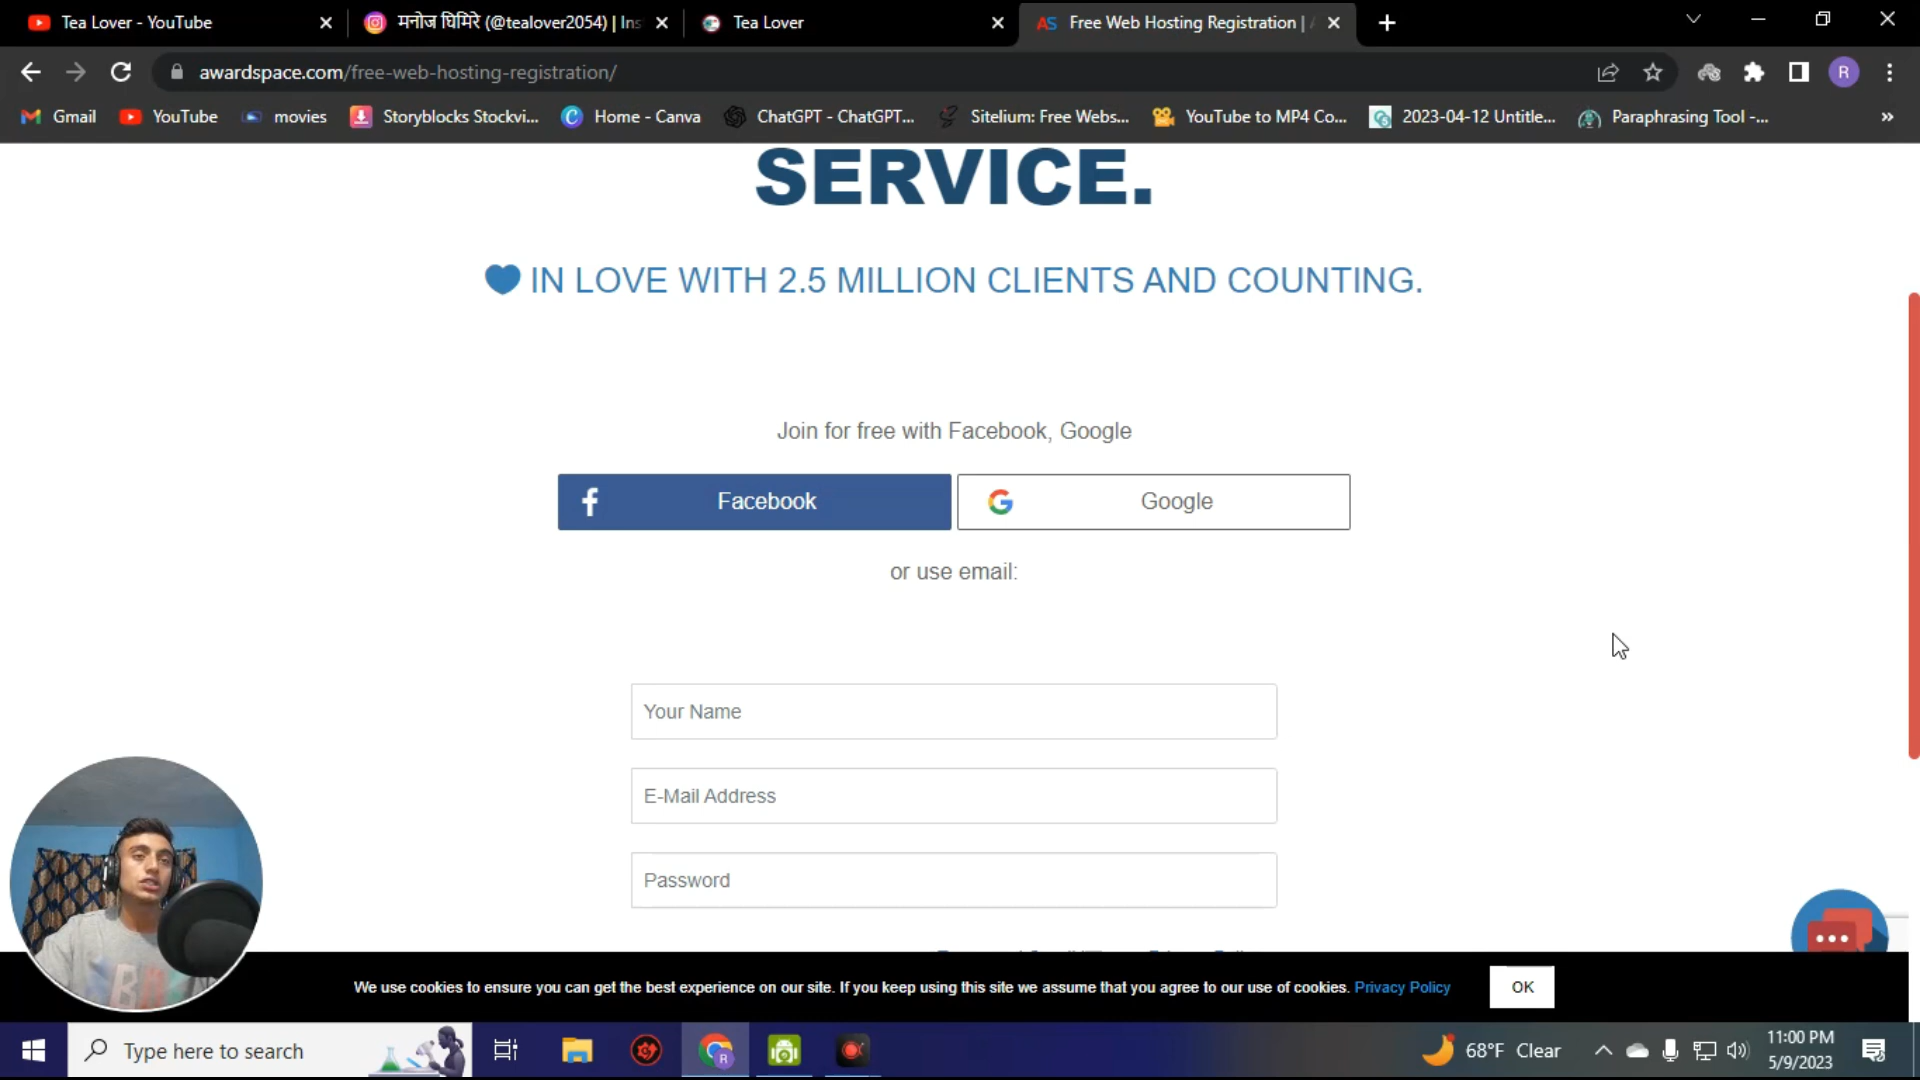 Tea Lover - YouTube
मनोज घिमिरे (@tealover2054) | Ins
Tea Lover
Free Web Hosting Registration |
awardspace.com/free-web-hosting-registration/
R
Gmail
YouTube
movies
Storyblocks Stockvi...
Home - Canva
ChatGPT - ChatGPT...
Sitelium: Free Webs...
YouTube to MP4 Co...
2023-04-12 Untitle...
Paraphrasing Tool -...
SERVICE.
IN LOVE WITH 2.5 MILLION CLIENTS AND COUNTING.
Join for free with Facebook, Google
Facebook
Google
or use email:
Your Name
E-Mail Address
Password
We use cookies to ensure you can get the best experience on our site. If you keep using this site we assume that you agree to our use of cookies. Privacy Policy
OK
Type here to search
68°F Clear
11:00 PM
5/9/2023